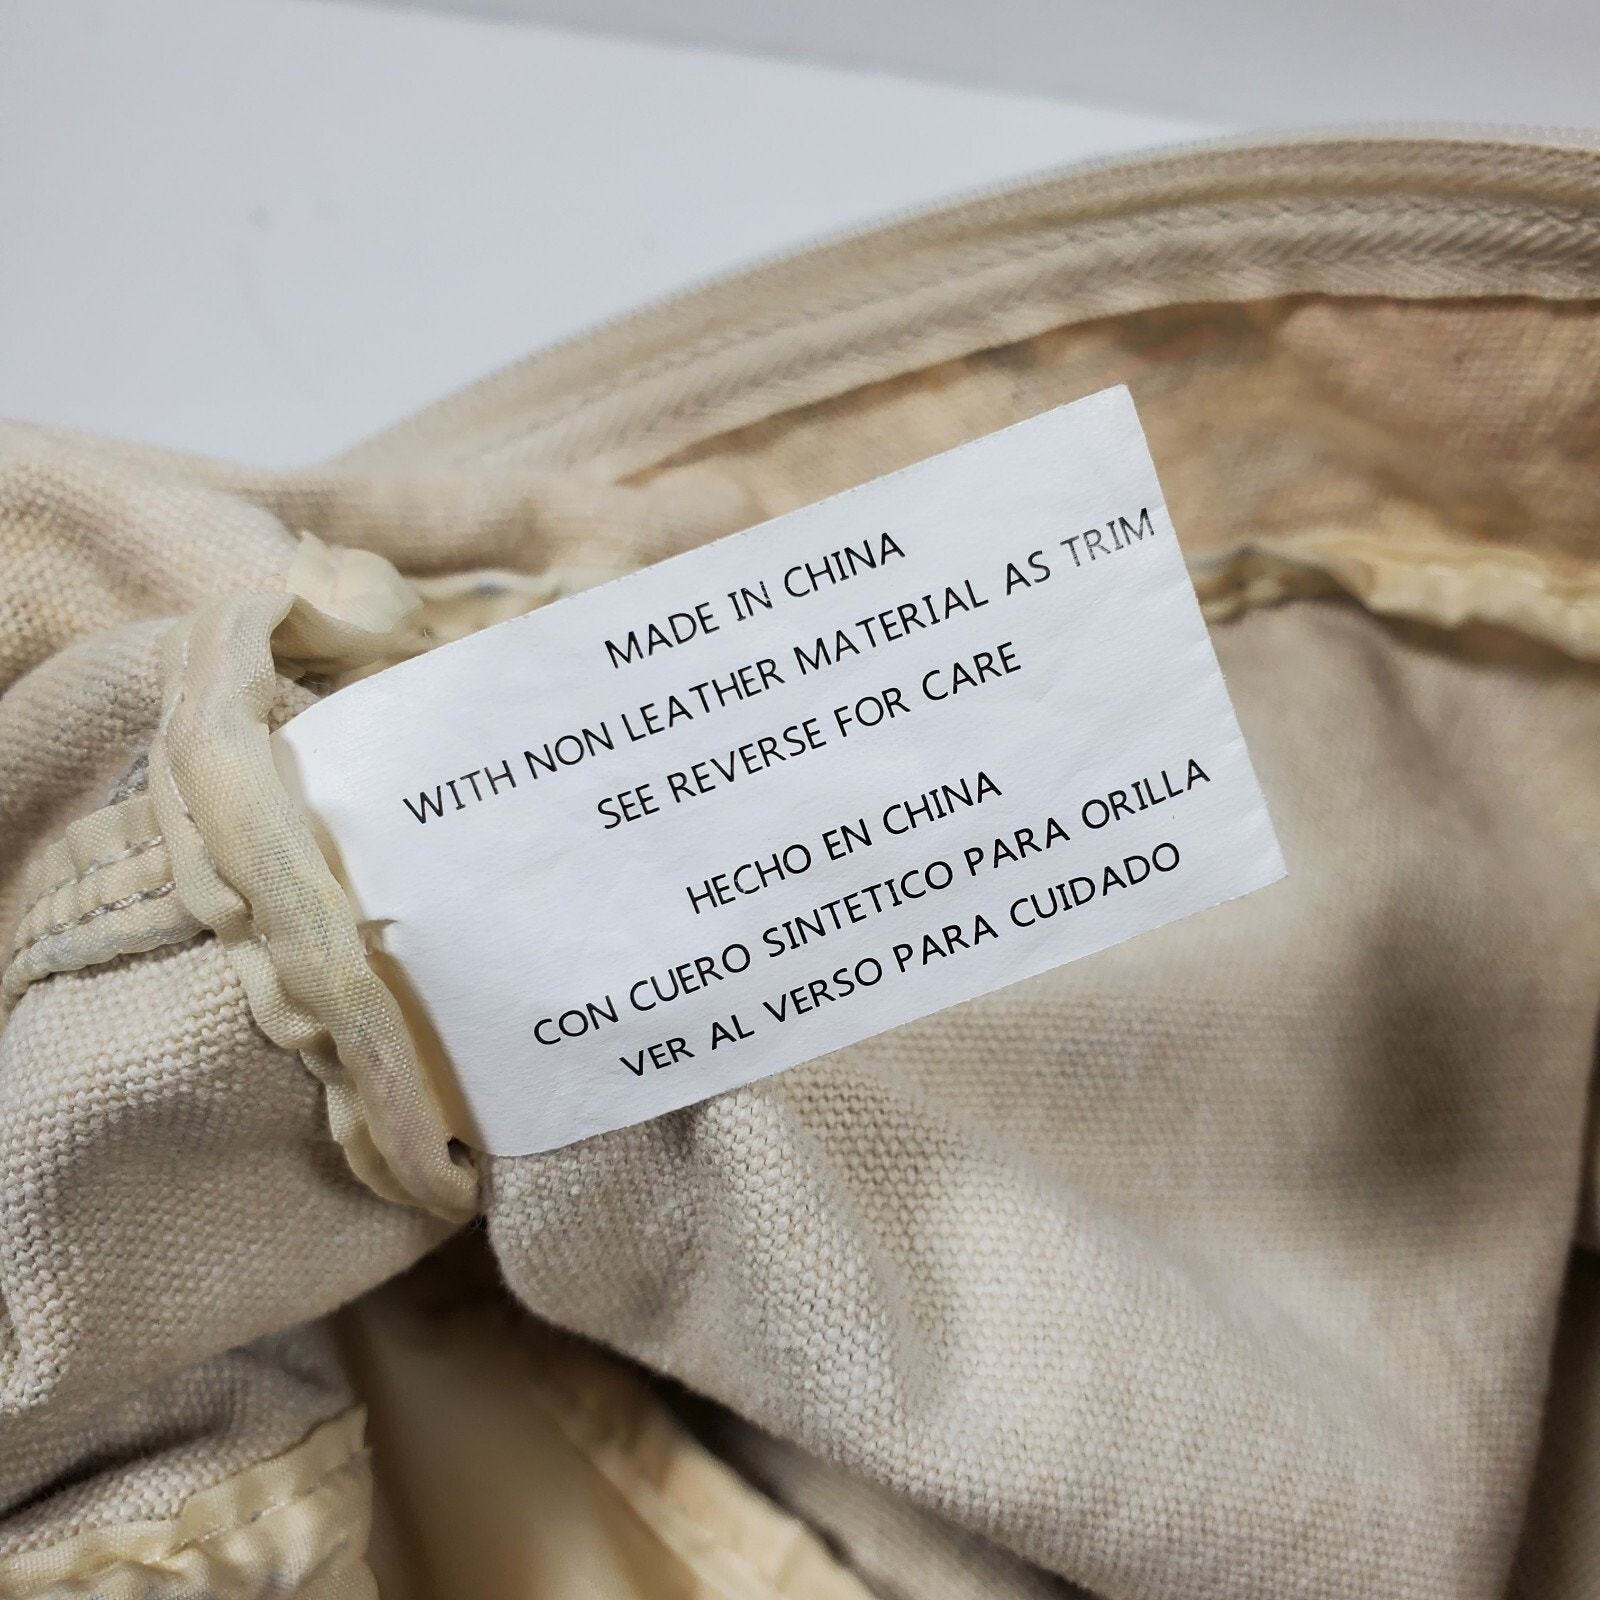 MADE IN CHINA
WITH NON LEATHER MATERIAL AS TRIM
SEE REVERSE FOR CARE
HECHO EN CHINA
CON CUERO SINTETICO PARA ORILLA
VER AL VERSO PARA CUIDADO